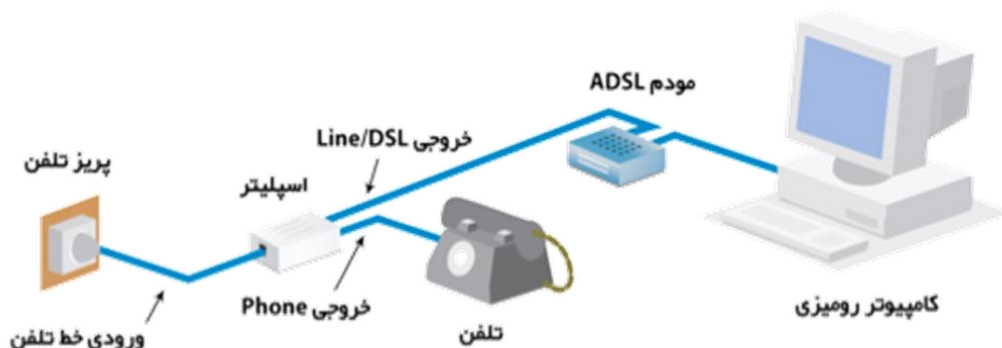 مودم ADSL
خروجی Line/DSL
پریز تلفن
اسپلیتر
خروجی Phone
کامپیوتر رومیزی
تلفن
ورودی خط تلفن